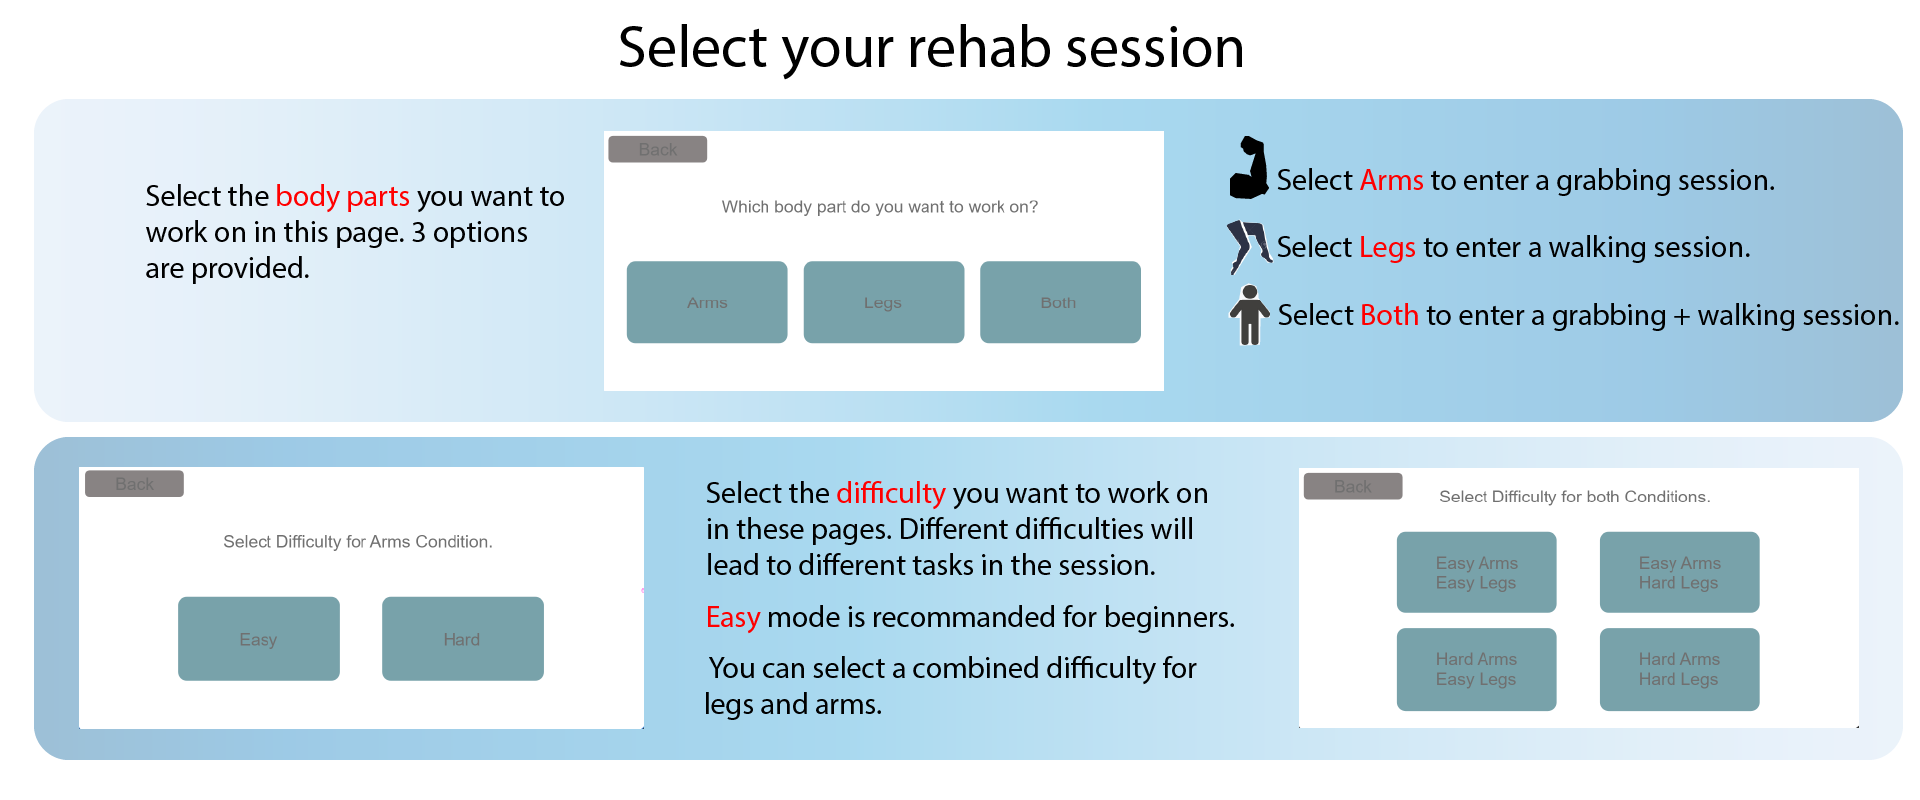 Select your rehab session
Select the body parts you want to
work on in this page. 3 options
are provided.
Back
Which body part do you want to work on?
Arms
Legs
Both
Select Arms to enter a grabbing session.
Select Legs to enter a walking session.
Select Both to enter a grabbing + walking session.
Back
Select Difficulty for Arms Condition.
Easy
Hard
Select the difficulty you want to work on
in these pages. Different difficulties will
lead to different tasks in the session.
Easy mode is recommanded for beginners.
You can select a combined difficulty for
legs and arms.
Back
Select Difficulty for both Conditions.
Easy Arms
Easy Legs
Easy Arms
Hard Legs
Hard Arms
Easy Legs
Hard Arms
Hard Legs